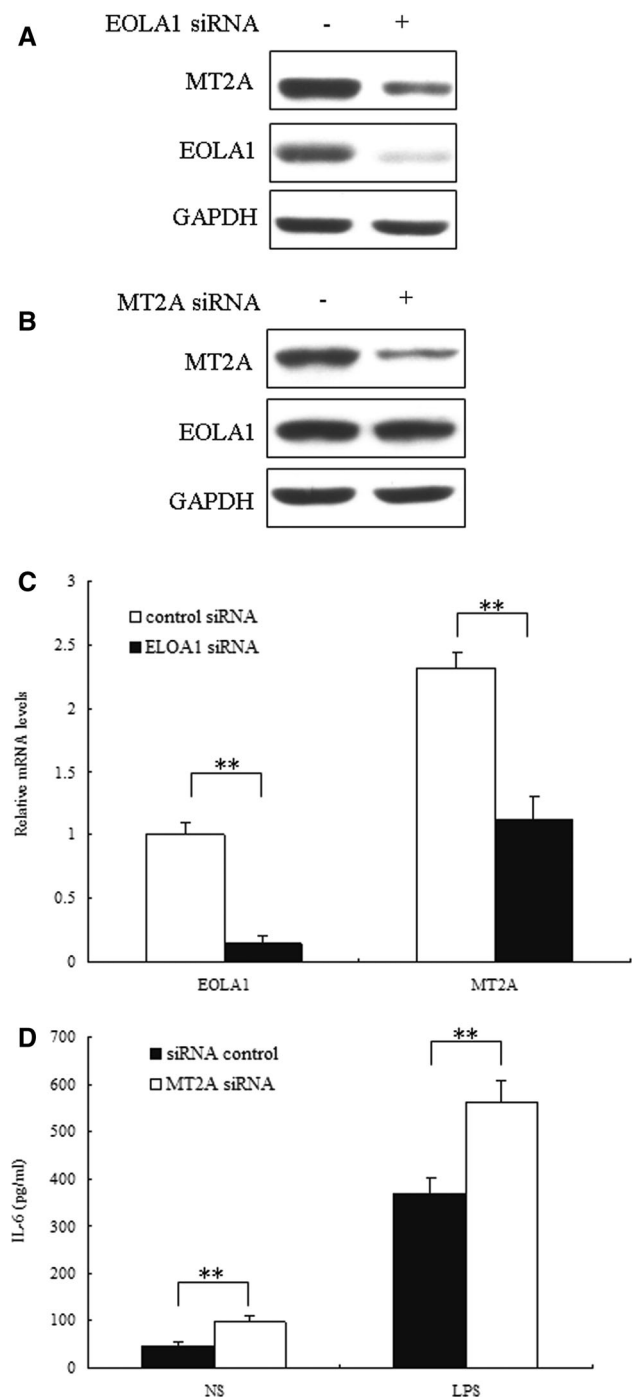 A
EOLA1 siRNA - +
MT2A
EOLA1
GAPDH
B
MT2A siRNA - +
MT2A
EOLA1
GAPDH
C
3
2.5
2
1.5
1
0.5
0
Relative mRNA levels
control siRNA
ELOA1 siRNA
**
**
EOLA1 MT2A
D
700
600
500
400
300
200
100
0
IL-6 (pg/ml)
siRNA control
MT2A siRNA
**
**
NS LPS